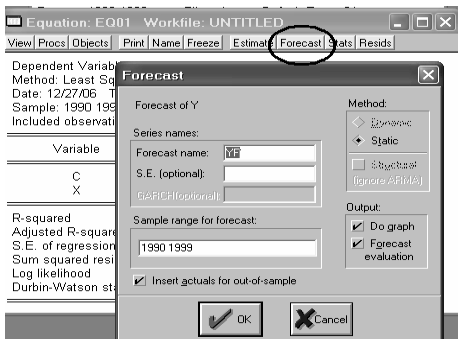 Equation: EQ01 Workfile: UNTITLED
View Procs Objects Print Name Freeze Estimate Forecast Stats Resids
Dependent Variab
Method: Least Sq
Date: 12/27/06 T
Sample: 1990 199
Included observati
Variable
C
X
R-squared
Adjusted R-square
S.E. of regression
Sum squared resi
Log likelihood
Durbin-Watson sta
Forecast
Forecast of Y
Series names:
Forecast name: YF
S.E. (optional):
GARCH(optional):
Sample range for forecast:
1990 1999
Insert actuals for out-of-sample
Method:
Dynamic
Static
Structural
(ignore ARMA)
Output:
Do graph
Forecast
evaluation
OK Cancel